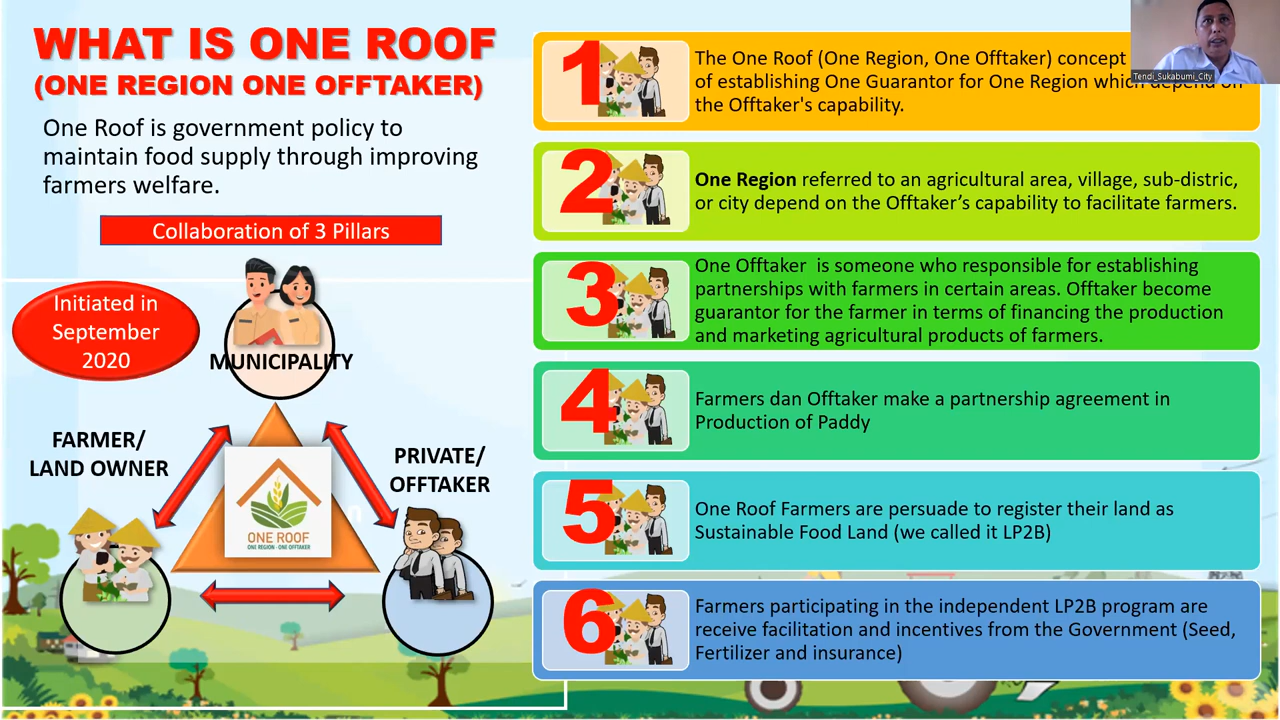 WHAT IS ONE ROOF
(ONE REGION ONE OFFTAKER)
One Roof is government policy to
maintain food supply through improving
farmers welfare.
Collaboration of 3 Pillars
Initiated in
September
2020
MUNICIPALITY
FARMER/
LAND OWNER
PRIVATE/
OFFTAKER
ONE ROOF
ONE REGION - ONE OFFTAKER
1
The One Roof (One Region, One Offtaker) concept
of establishing One Guarantor for One Region which depend on
the Offtaker's capability.
2
One Region referred to an agricultural area, village, sub-distric,
or city depend on the Offtaker’s capability to facilitate farmers.
3
One Offtaker is someone who responsible for establishing
partnerships with farmers in certain areas. Offtaker become
guarantor for the farmer in terms of financing the production
and marketing agricultural products of farmers.
4
Farmers dan Offtaker make a partnership agreement in
Production of Paddy
5
One Roof Farmers are persuade to register their land as
Sustainable Food Land (we called it LP2B)
6
Farmers participating in the independent LP2B program are
receive facilitation and incentives from the Government (Seed,
Fertilizer and insurance)
Tendi_Sukabumi_City